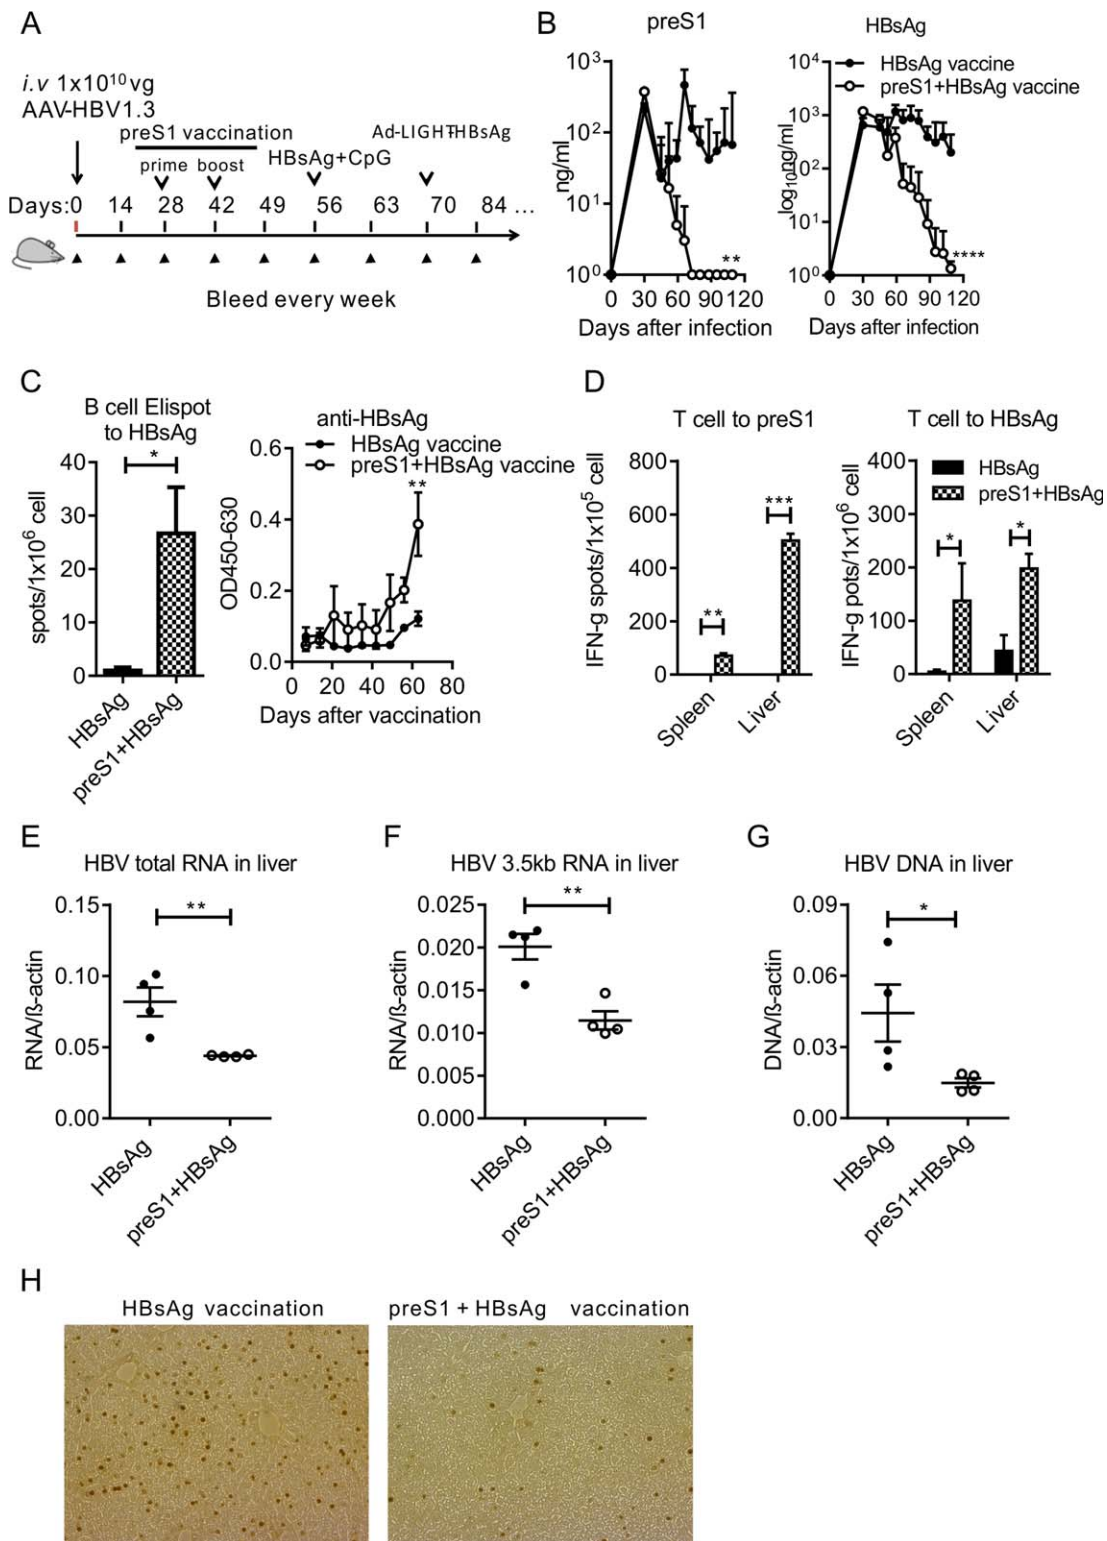 A
i.v 1x10¹⁰ vg
AAV-HBV1.3
preS1 vaccination
prime boost
HBsAg+CpG
Ad-LIGHT-HBsAg
Days:0 14 28 42 49 56 63 70 84 ...
Bleed every week
B
preS1
ng/ml
10³
10²
10¹
10⁰
**
0 30 60 90 120
Days after infection
HBsAg
HBsAg vaccine
preS1+HBsAg vaccine
log₁₀ng/ml
10⁴
10³
10²
10¹
10⁰
****
0 30 60 90 120
Days after infection
C
B cell Elispot
to HBsAg
*
spots/1x10⁶ cell
40
30
20
10
0
HBsAg
preS1+HBsAg
anti-HBsAg
HBsAg vaccine
preS1+HBsAg vaccine
**
OD450-630
0.6
0.4
0.2
0.0
0 20 40 60 80
Days after vaccination
D
T cell to preS1
IFN-g spots/1x10⁵ cell
800
600
400
200
0
**
***
Spleen
Liver
T cell to HBsAg
HBsAg
preS1+HBsAg
IFN-g pots/1x10⁶ cell
400
300
200
100
0
*
*
Spleen
Liver
E
HBV total RNA in liver
RNA/ß-actin
0.15
0.10
0.05
0.00
**
HBsAg
preS1+HBsAg
F
HBV 3.5kb RNA in liver
RNA/ß-actin
0.025
0.020
0.015
0.010
0.005
0.000
**
HBsAg
preS1+HBsAg
G
HBV DNA in liver
DNA/ß-actin
0.09
0.06
0.03
0.00
*
HBsAg
preS1+HBsAg
H
HBsAg vaccination
preS1 + HBsAg vaccination